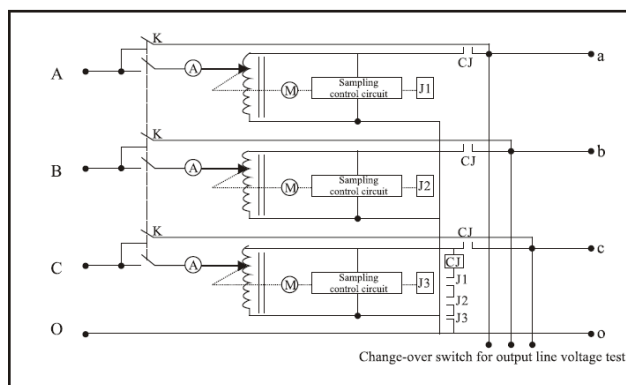 K
A
A
M
Sampling
control circuit
J1
CJ
a
K
B
A
M
Sampling
control circuit
J2
CJ
b
K
C
A
M
Sampling
control circuit
J3
CJ
c
CJ
J1
J2
J3
O
o
Change-over switch for output line voltage test